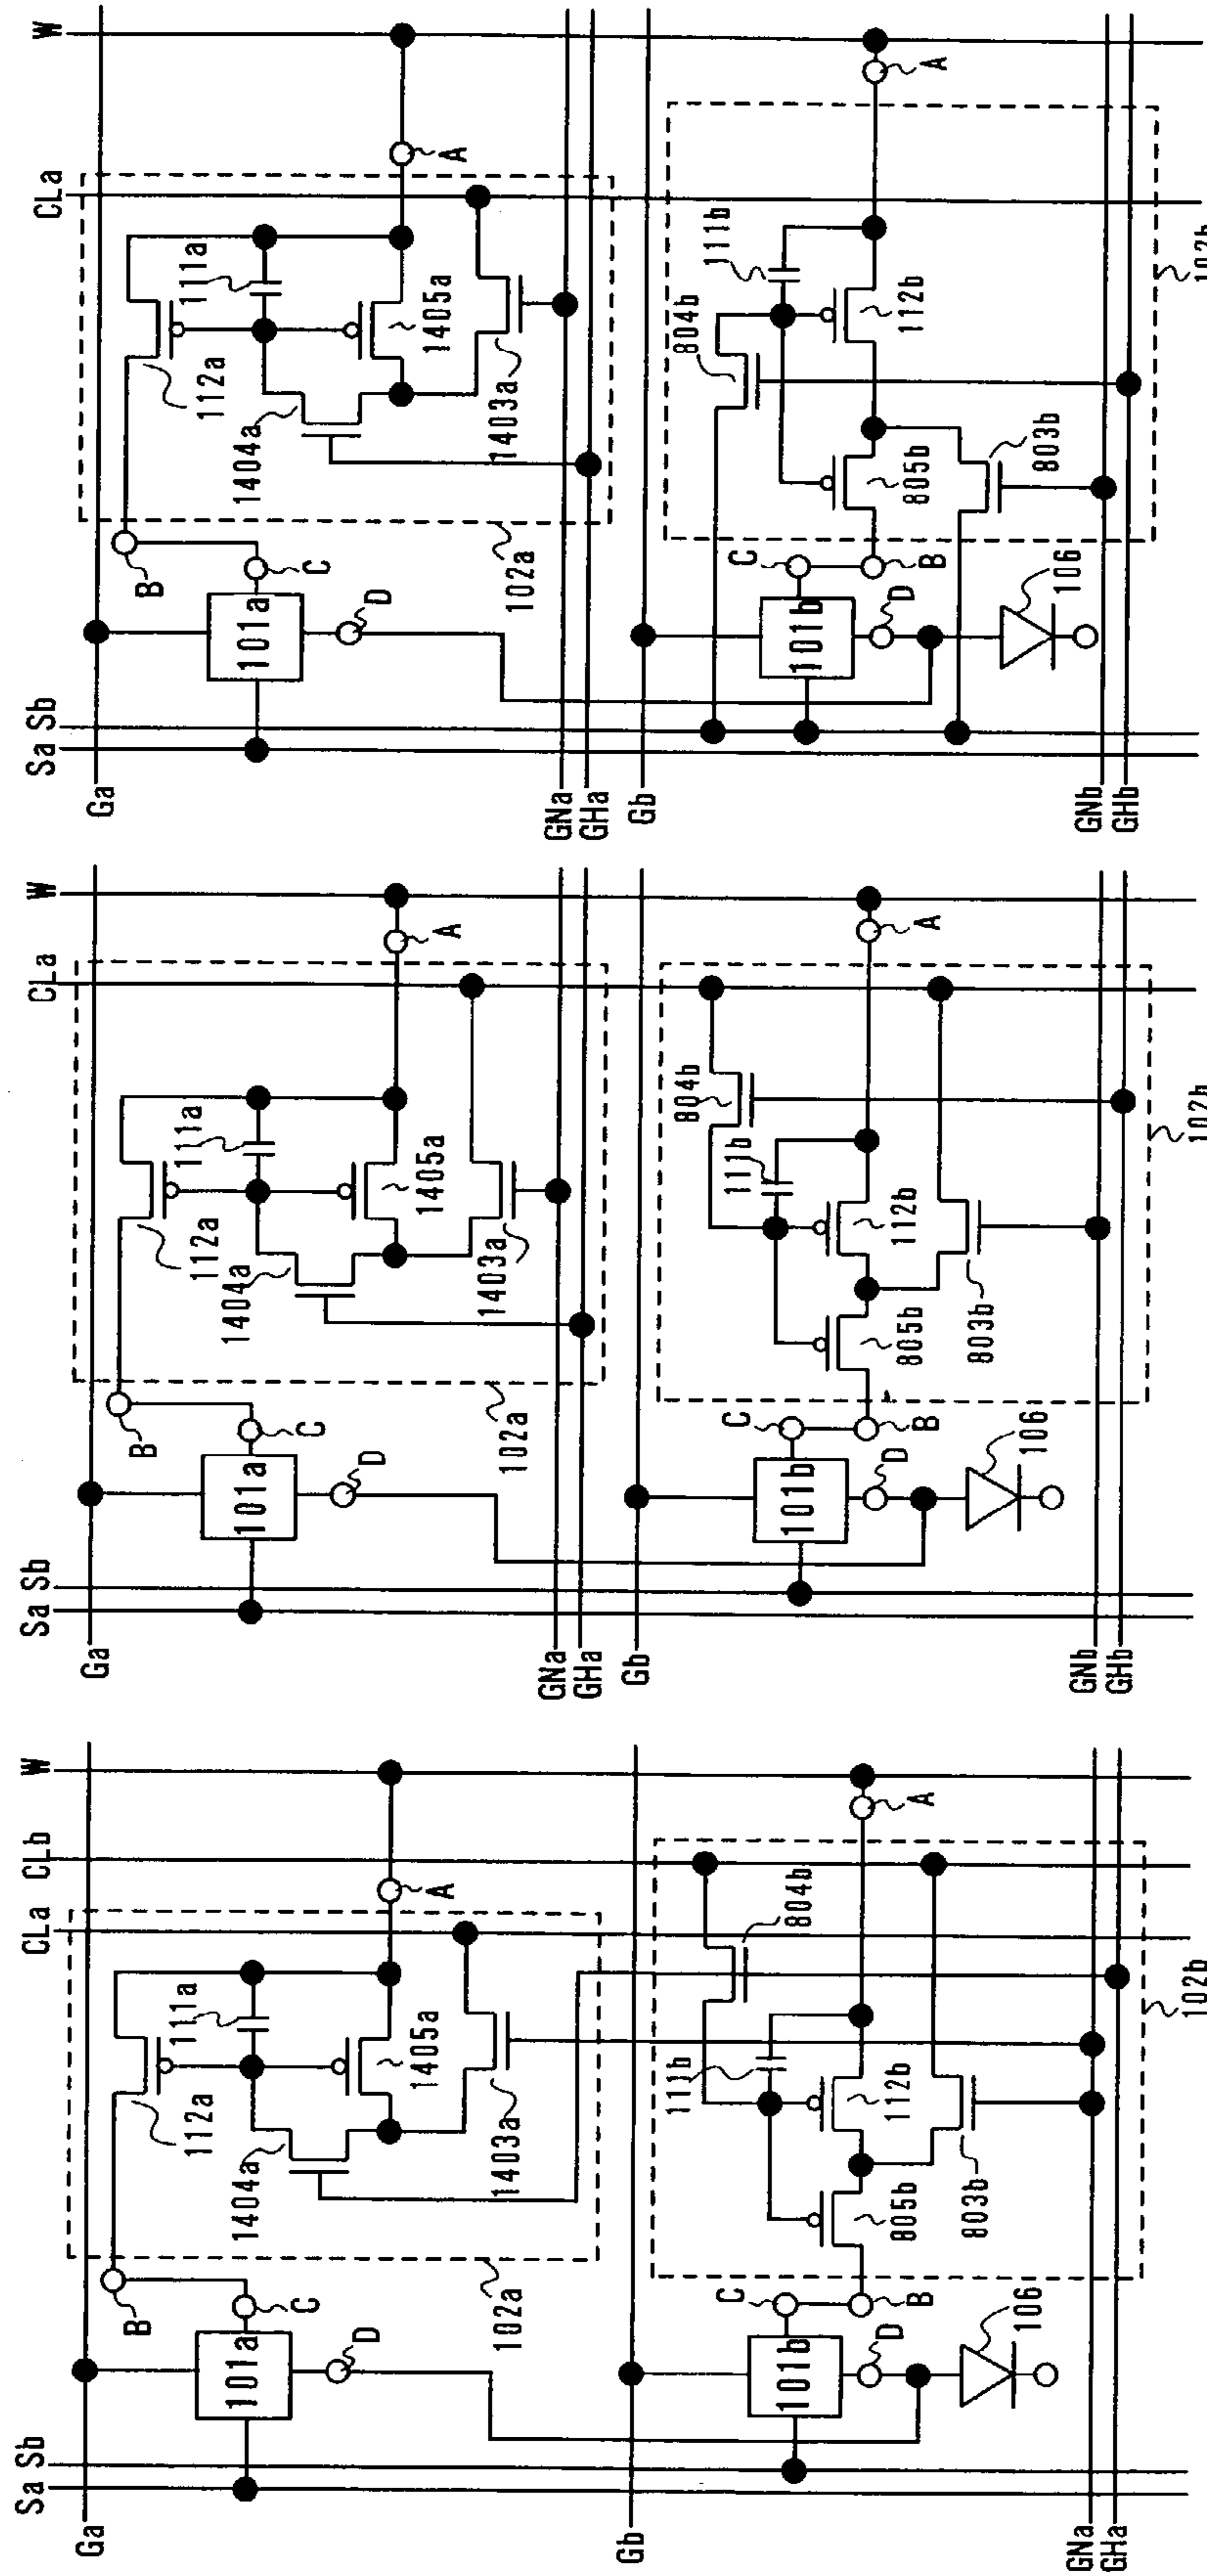 Sa
Sb
CLa
CLb
W
Ga
B
112a
111a
101a
C
1404a
1405a
A
D
102a
1403a
Gb
804b
111b
C
101b
D
B
805b
112b
A
106
803b
GNa
GHa
102b
Sa
Sb
CLa
W
Ga
B
112a
111a
101a
C
1404a
1405a
A
D
102a
1403a
GNa
GHa
Gb
804b
111b
C
101b
D
B
805b
112b
A
106
803b
GNb
GHb
102b
Sa
Sb
CLa
W
Ga
B
112a
111a
101a
C
1404a
1405a
A
D
102a
1403a
GNa
GHa
Gb
804b
111b
C
101b
D
B
805b
112b
A
106
803b
GNb
GHb
102b